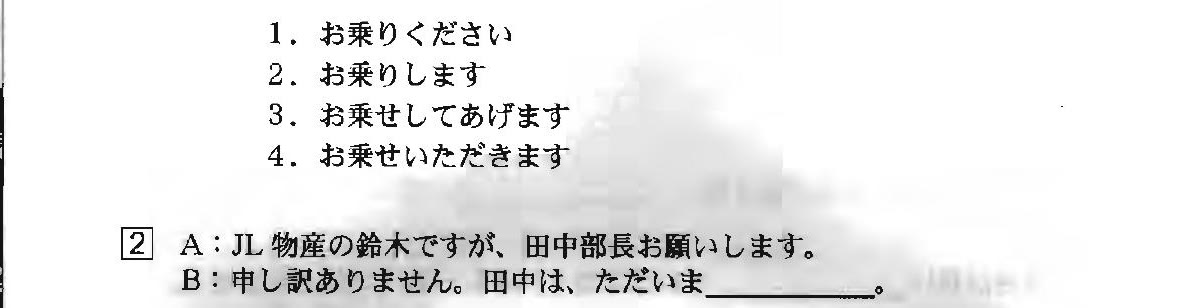 1．お乗りください
2．お乗りします
3．お乗せしてあげます
4．お乗せいただきます
2 A：JL 物産の鈴木ですが、田中部長お願いします。
B：申し訳ありません。田中は、ただいま＿＿＿＿＿＿。